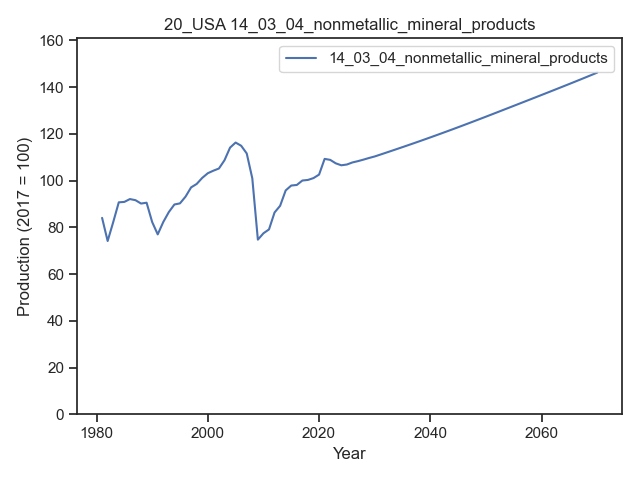 20_USA 14_03_04_nonmetallic_mineral_products
14_03_04_nonmetallic_mineral_products
160
140
120
100
80
60
40
20
0
Production (2017 = 100)
1980 2000 2020 2040 2060
Year